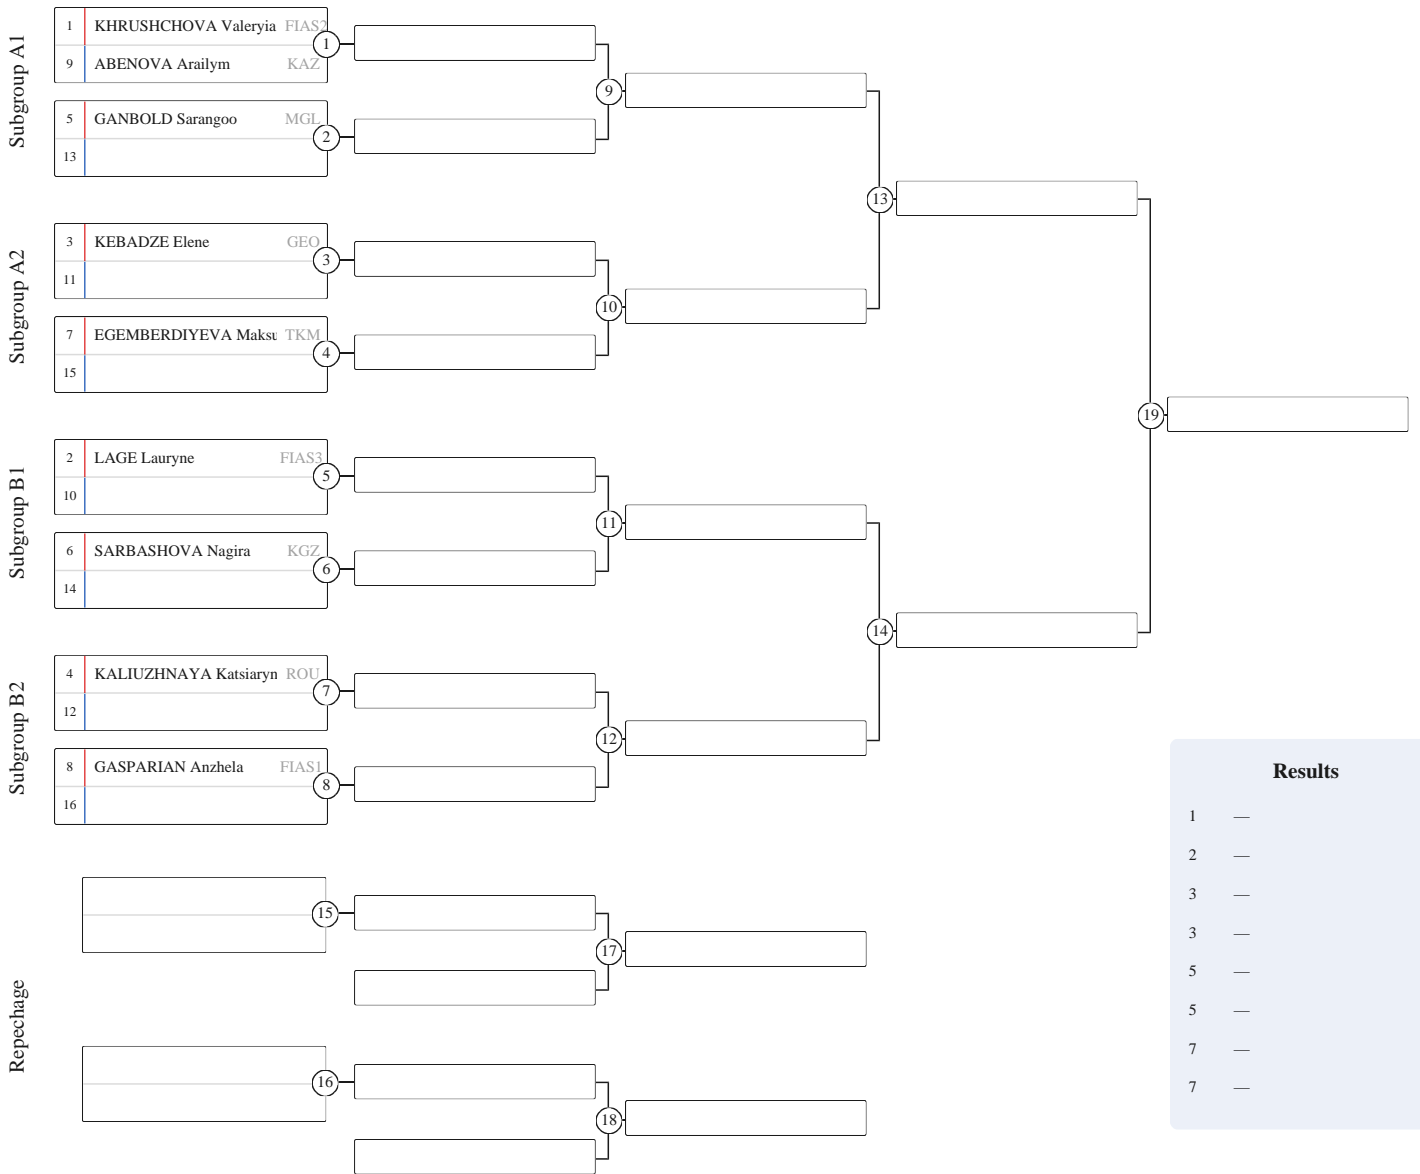 Subgroup A1
1 KHRUSHCHOVA Valeryia FIAS2
1
9 ABENOVA Arailym KAZ
9
5 GANBOLD Sarangoo MGL
2
13
13
Subgroup A2
3 KEBADZE Elene GEO
3
11
10
7 EGEMBERDIYEVA Maksu TKM
4
15
19
Subgroup B1
2 LAGE Lauryne FIAS3
5
10
11
6 SARBASHOVA Nagira KGZ
6
14
14
Subgroup B2
4 KALIUZHNAYA Katsiaryn ROU
7
12
12
8 GASPARIAN Anzhela FIAS1
8
16
Repechage
15
17
16
18
Results
1 —
2 —
3 —
3 —
5 —
5 —
7 —
7 —